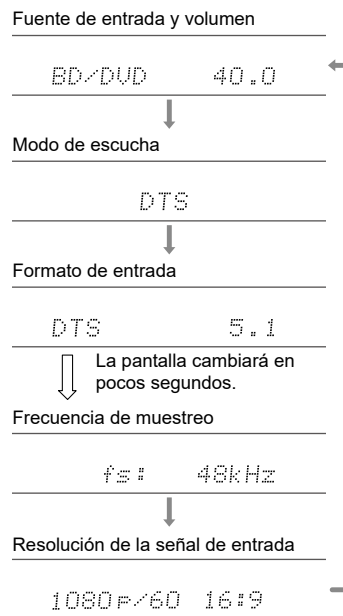 Fuente de entrada y volumen
BD/DVD 40.0
Modo de escucha
DTS
Formato de entrada
DTS 5.1
La pantalla cambiará en
pocos segundos.
Frecuencia de muestreo
fs: 48kHz
Resolución de la señal de entrada
1080p/60 16:9